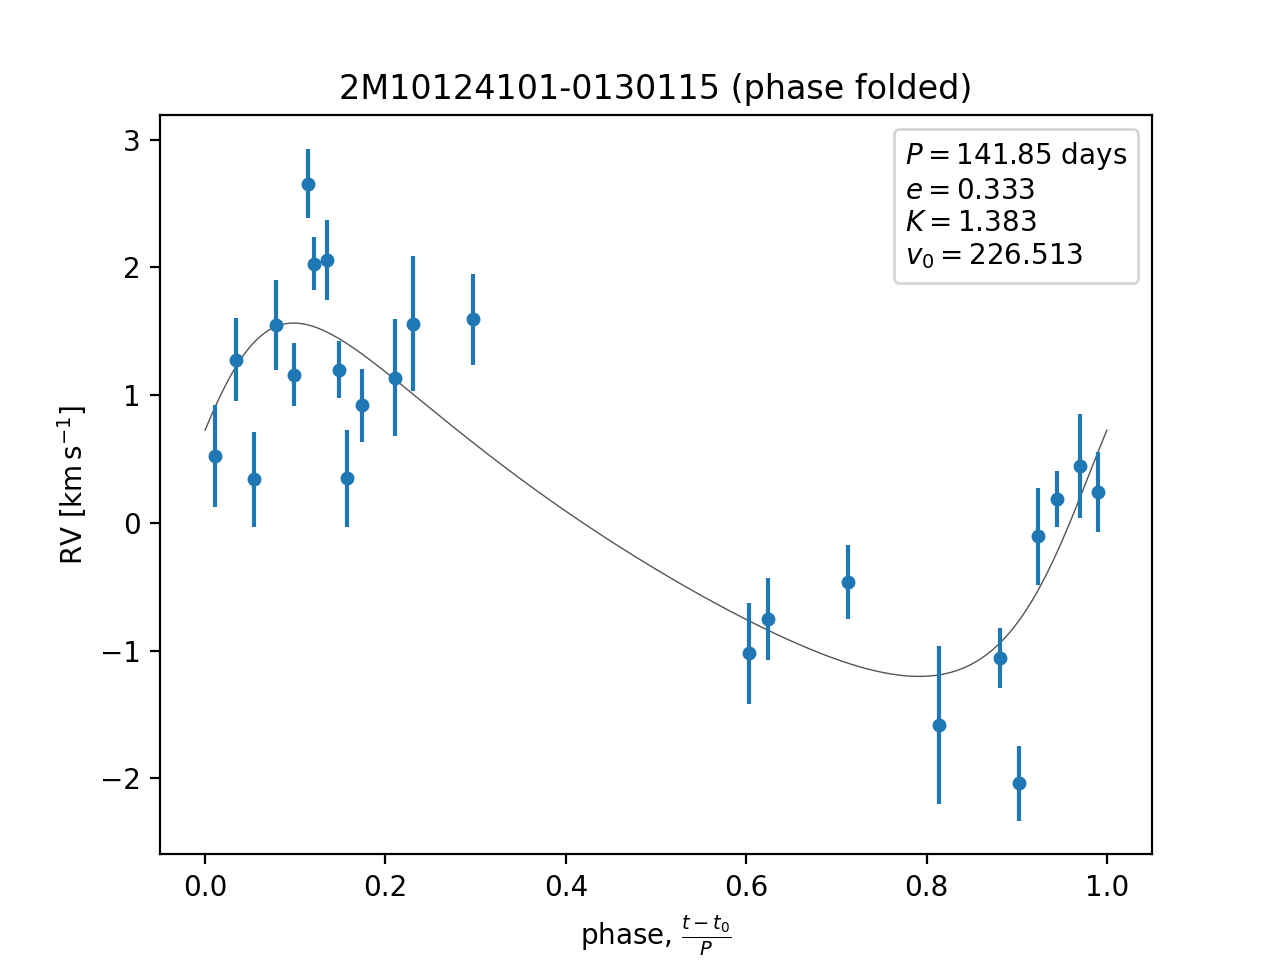 2M10124101-0130115 (phase folded)
P = 141.85 days
e = 0.333
K = 1.383
v₀ = 226.513
3
2
1
0
−1
−2
RV [km s⁻¹]
0.0 0.2 0.4 0.6 0.8 1.0
phase, (t − t₀)/P